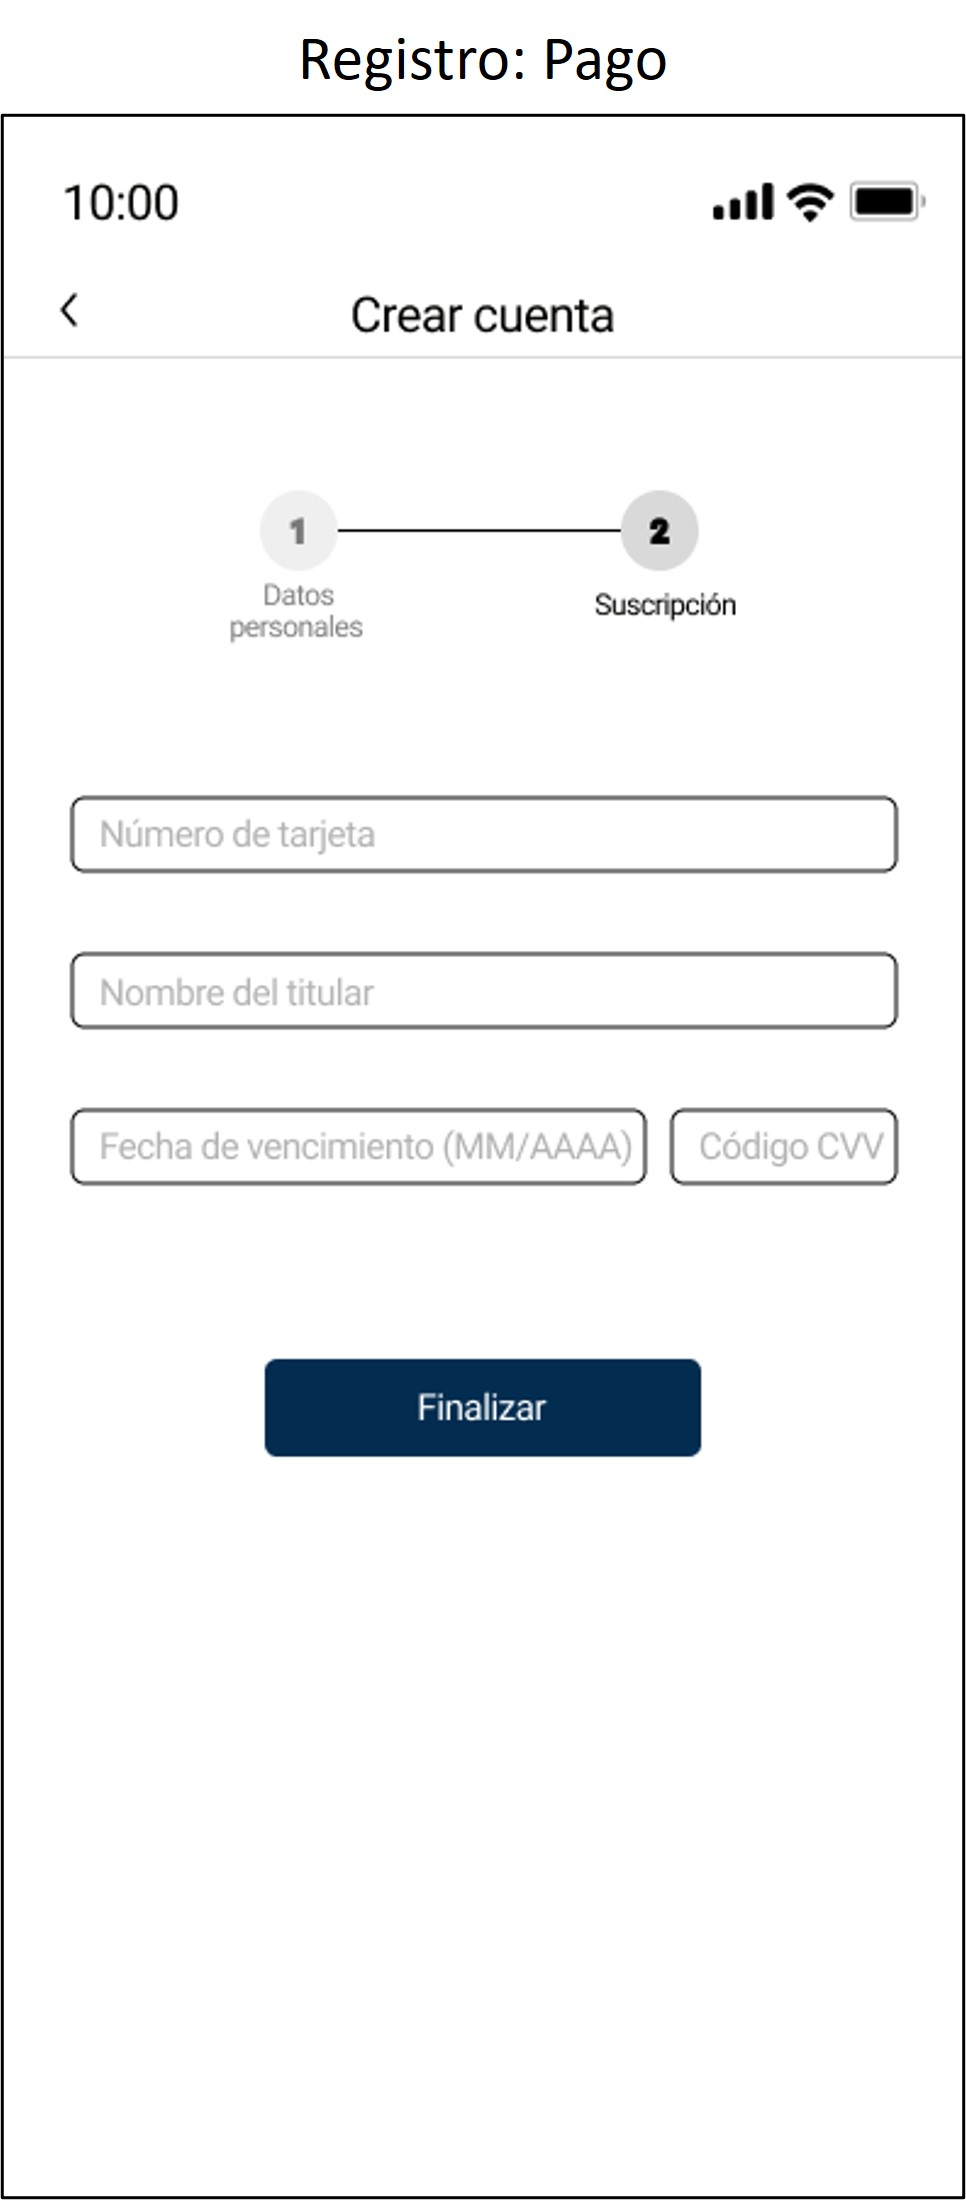 Registro: Pago
10:00
Crear cuenta
1
2
Datos
personales
Suscripción
Número de tarjeta
Nombre del titular
Fecha de vencimiento (MM/AAAA)
Código CVV
Finalizar